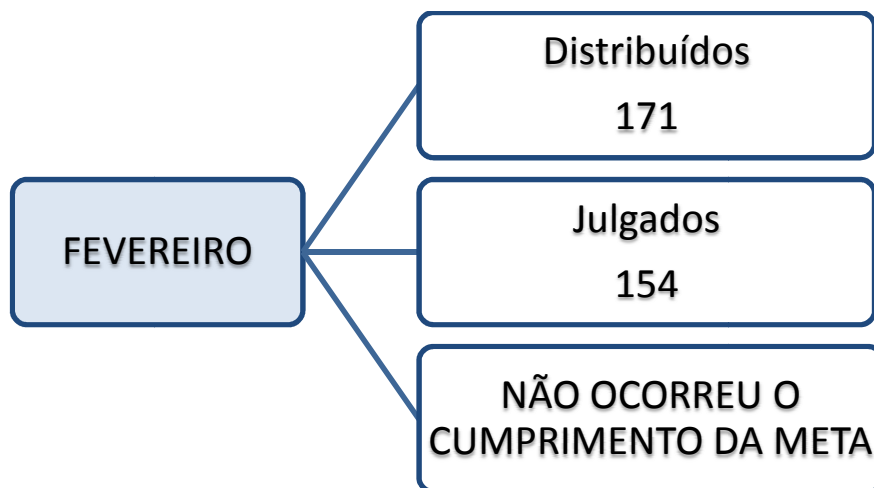 FEVEREIRO
Distribuídos
171
Julgados
154
NÃO OCORREU O
CUMPRIMENTO DA META